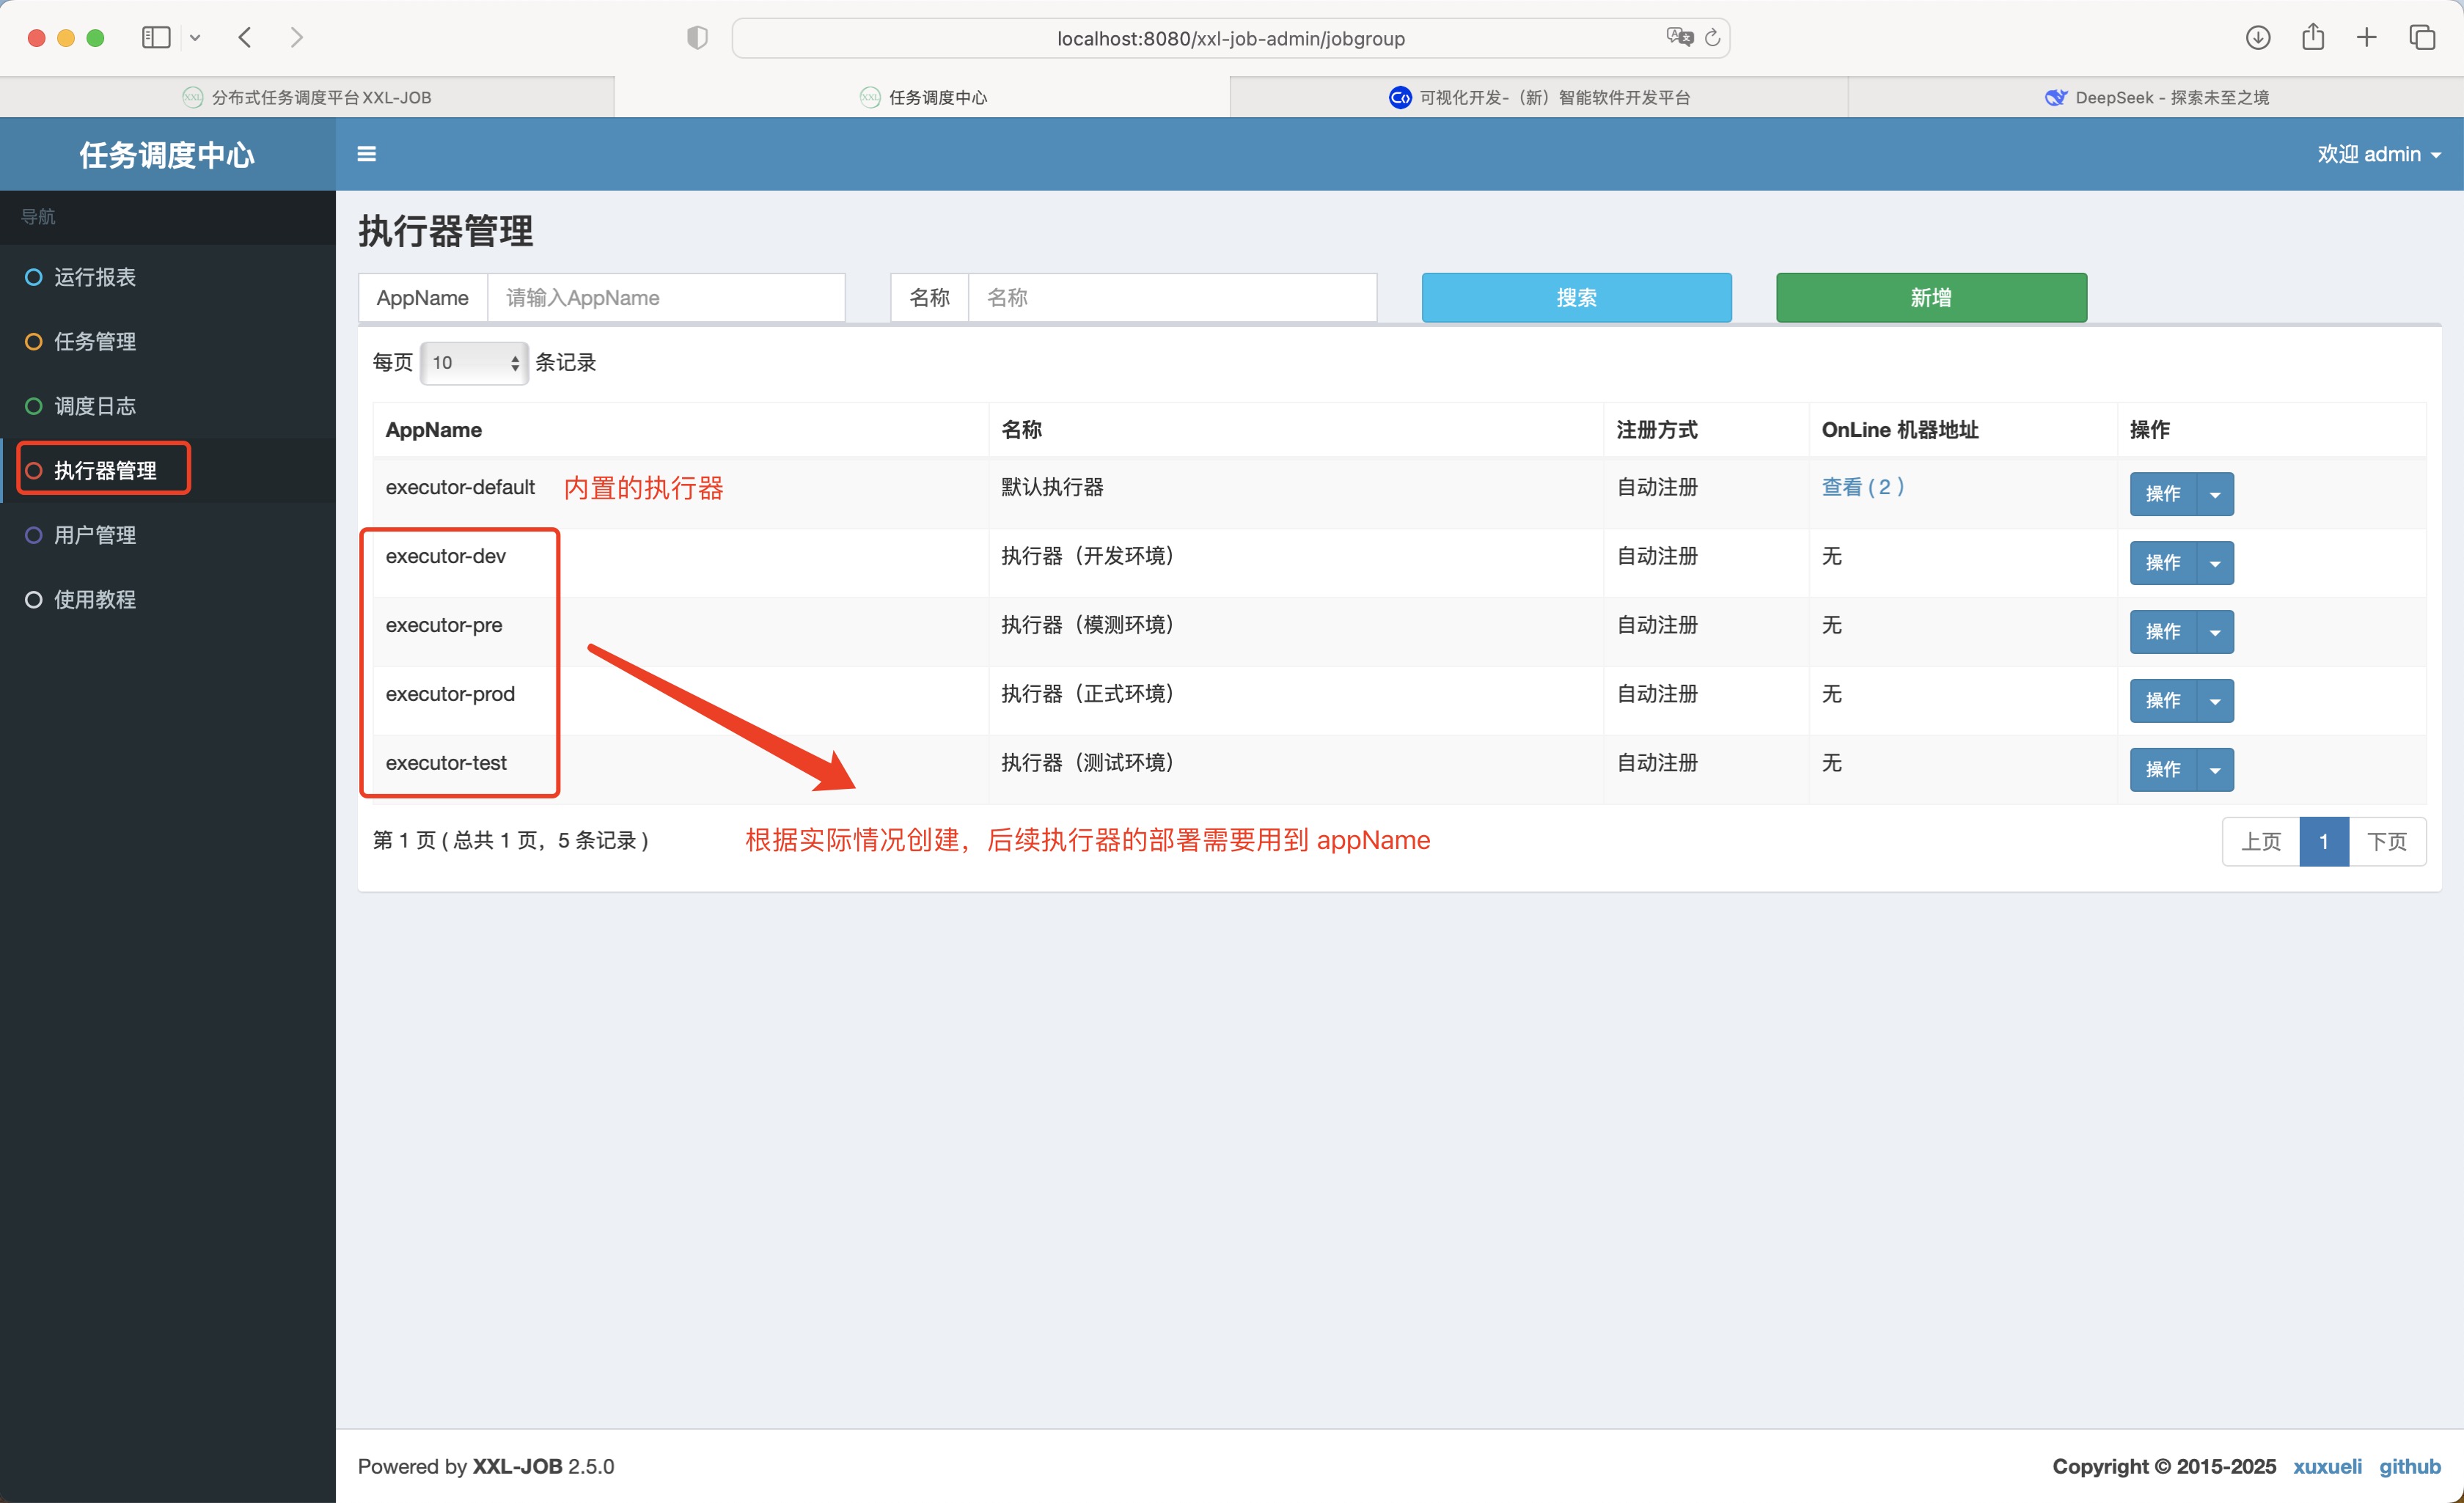 localhost:8080/xxl-job-admin/jobgroup
分布式任务调度平台XXL-JOB
任务调度中心
可视化开发-（新）智能软件开发平台
DeepSeek - 探索未至之境
任务调度中心
欢迎 admin
导航
运行报表
任务管理
调度日志
执行器管理
用户管理
使用教程
执行器管理
AppName 请输入AppName 名称 名称 搜索 新增
每页 10 条记录
AppName 名称 注册方式 OnLine 机器地址 操作
executor-default 内置的执行器 默认执行器 自动注册 查看 ( 2 ) 操作
executor-dev 执行器（开发环境） 自动注册 无 操作
executor-pre 执行器（模测环境） 自动注册 无 操作
executor-prod 执行器（正式环境） 自动注册 无 操作
executor-test 执行器（测试环境） 自动注册 无 操作
第 1 页 ( 总共 1 页，5 条记录 ) 根据实际情况创建，后续执行器的部署需要用到 appName 上页 1 下页
Powered by XXL-JOB 2.5.0
Copyright © 2015-2025 xuxueli github